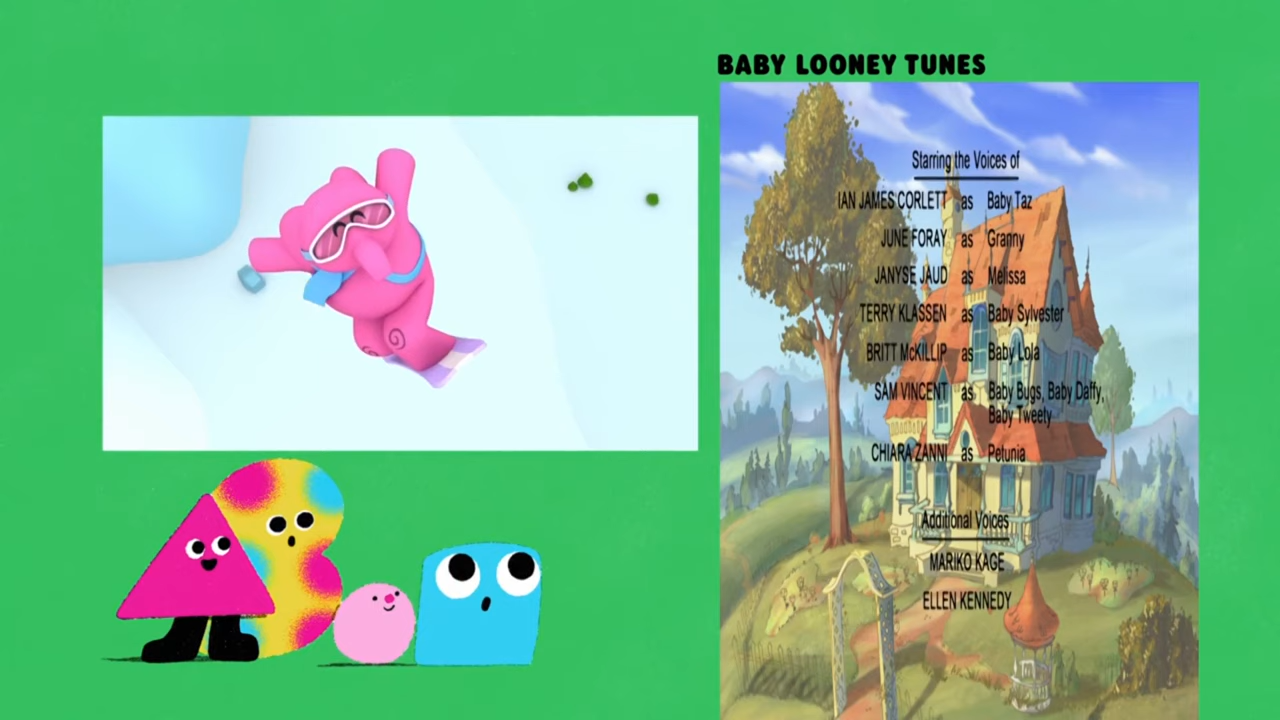 BABY LOONEY TUNES
Starring the Voices of
IAN JAMES CORLETT as Baby Taz
JUNE FORAY as Granny
JANYSE JAUD as Melissa
TERRY KLASSEN as Baby Sylvester
BRITT McKILLIP as Baby Lola
SAM VINCENT as Baby Bugs, Baby Daffy,
Baby Tweety
CHIARA ZANNI as Petunia
Additional Voices
MARIKO KAGE
ELLEN KENNEDY